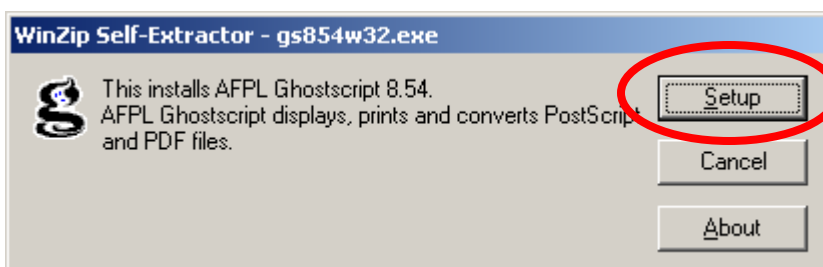 WinZip Self-Extractor - gs854w32.exe
This installs AFPL Ghostscript 8.54.
AFPL Ghostscript displays, prints and converts PostScript
and PDF files.
Setup
Cancel
About